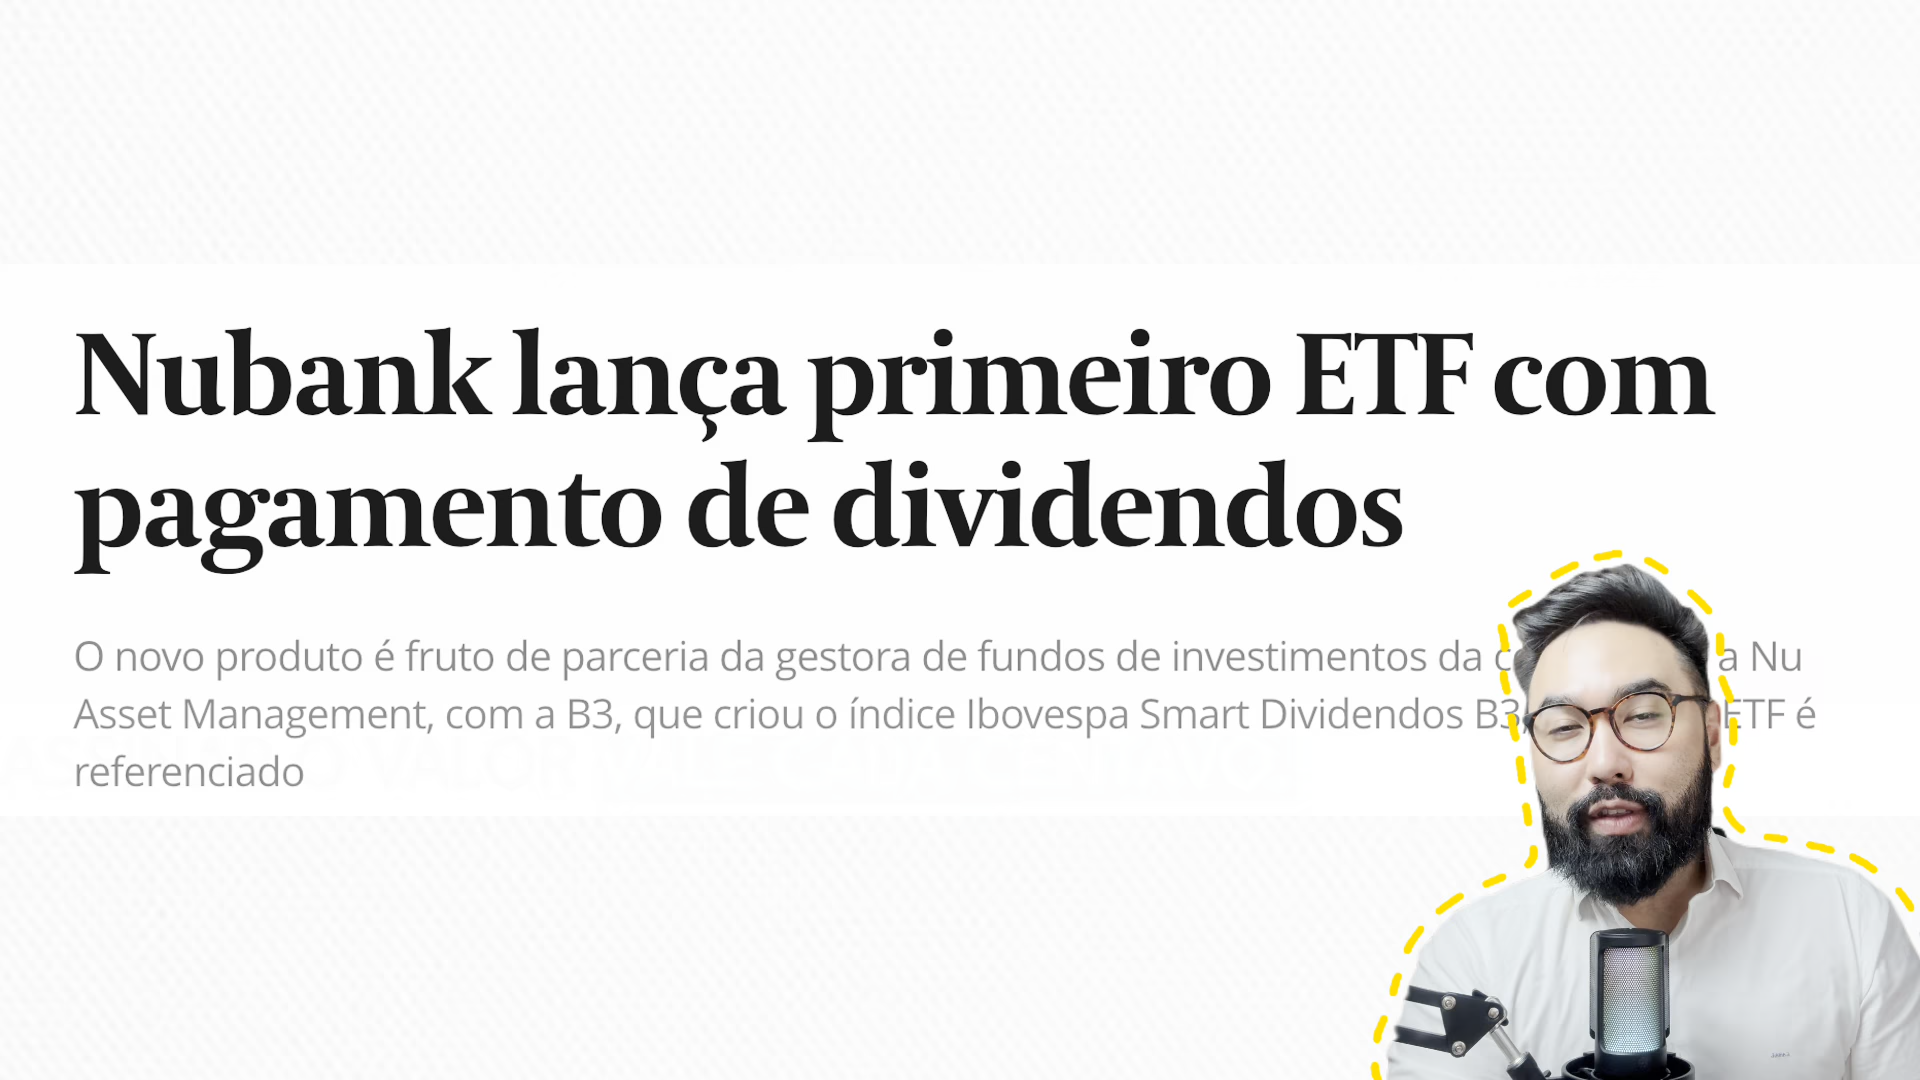 Nubank lança primeiro ETF com
pagamento de dividendos
O novo produto é fruto de parceria da gestora de fundos de investimentos da a Nu
Asset Management, com a B3, que criou o índice Ibovespa Smart Dividendos B3, ETF é
referenciado